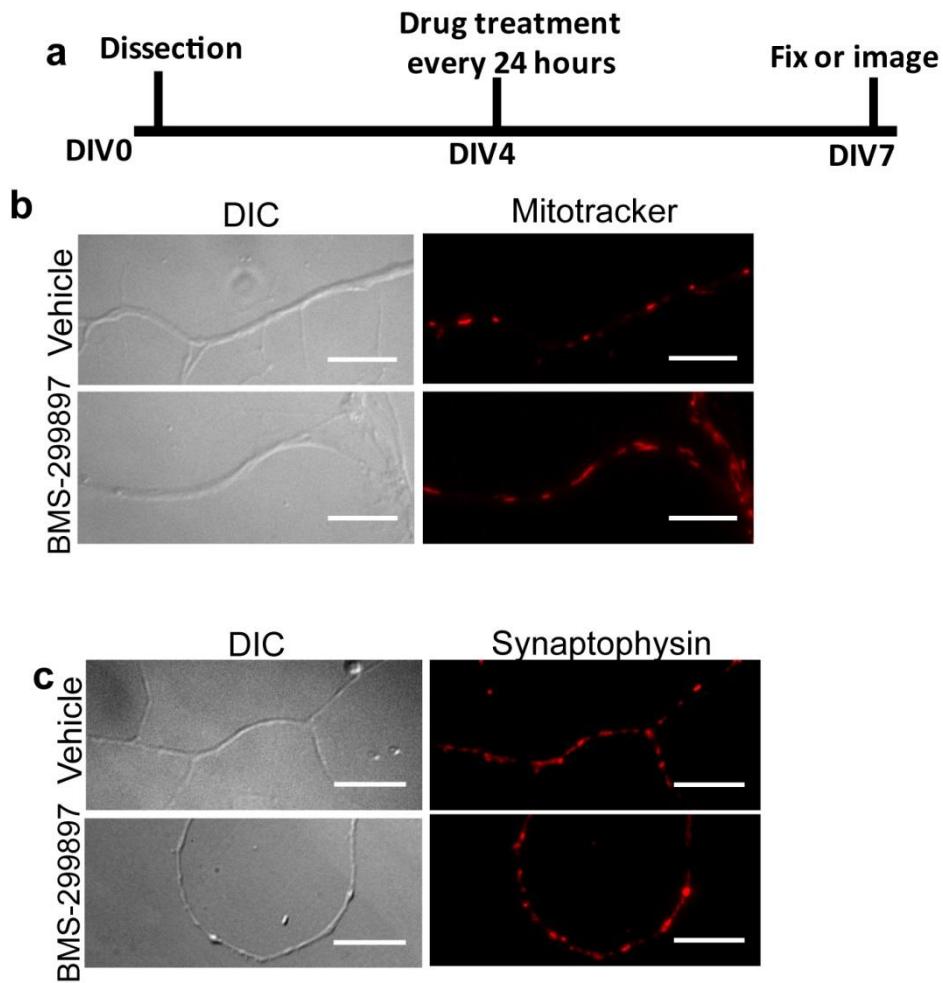 a
Dissection
Drug treatment
every 24 hours
Fix or image
DIV0
DIV4
DIV7
b
DIC
Mitotracker
Vehicle
BMS-299897
c
DIC
Synaptophysin
Vehicle
BMS-299897